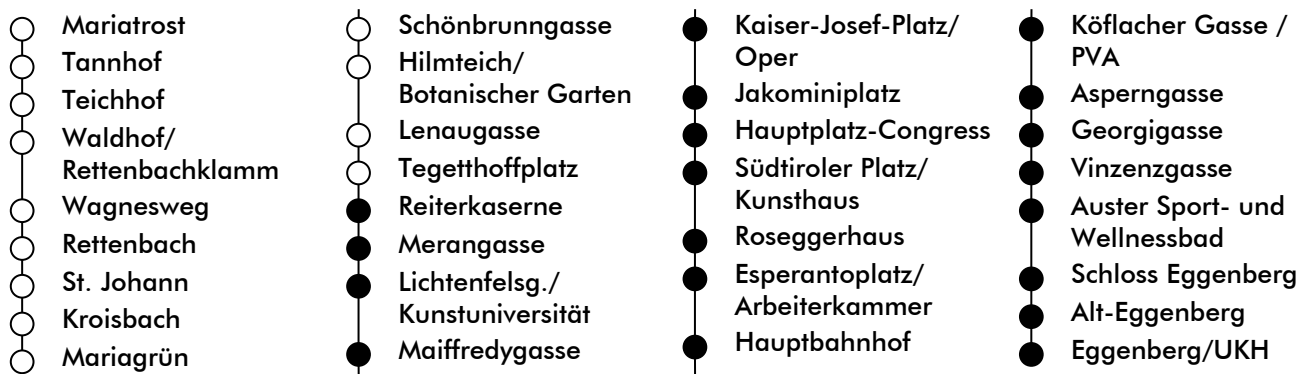 Mariatrost
Tannhof
Teichhof
Waldhof/
Rettenbachklamm
Wagnesweg
Rettenbach
St. Johann
Kroisbach
Mariagrün
Schönbrunngasse
Hilmteich/
Botanischer Garten
Lenaugasse
Tegetthoffplatz
Reiterkaserne
Merangasse
Lichtenfelsg./
Kunstuniversität
Maiffredygasse
Kaiser-Josef-Platz/
Oper
Jakominiplatz
Hauptplatz-Congress
Südtiroler Platz/
Kunsthaus
Roseggerhaus
Esperantoplatz/
Arbeiterkammer
Hauptbahnhof
Köflacher Gasse /
PVA
Asperngasse
Georgigasse
Vinzenzgasse
Auster Sport- und
Wellnessbad
Schloss Eggenberg
Alt-Eggenberg
Eggenberg/UKH